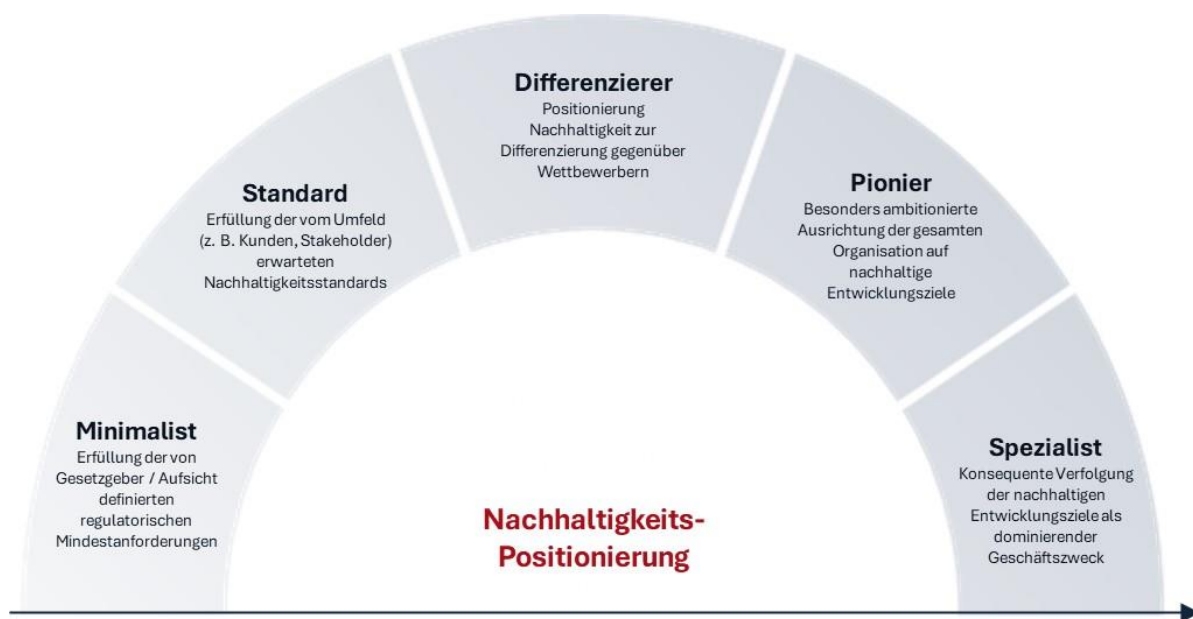 Minimalist
Erfüllung der von
Gesetzgeber / Aufsicht
definierten
regulatorischen
Mindestanforderungen
Standard
Erfüllung der vom Umfeld
(z. B. Kunden, Stakeholder)
erwarteten
Nachhaltigkeitsstandards
Differenzierer
Positionierung
Nachhaltigkeit zur
Differenzierung gegenüber
Wettbewerbern
Pionier
Besonders ambitionierte
Ausrichtung der gesamten
Organisation auf
nachhaltige
Entwicklungsziele
Spezialist
Konsequente Verfolgung
der nachhaltigen
Entwicklungsziele als
dominierender
Geschäftszweck
Nachhaltigkeits-
Positionierung